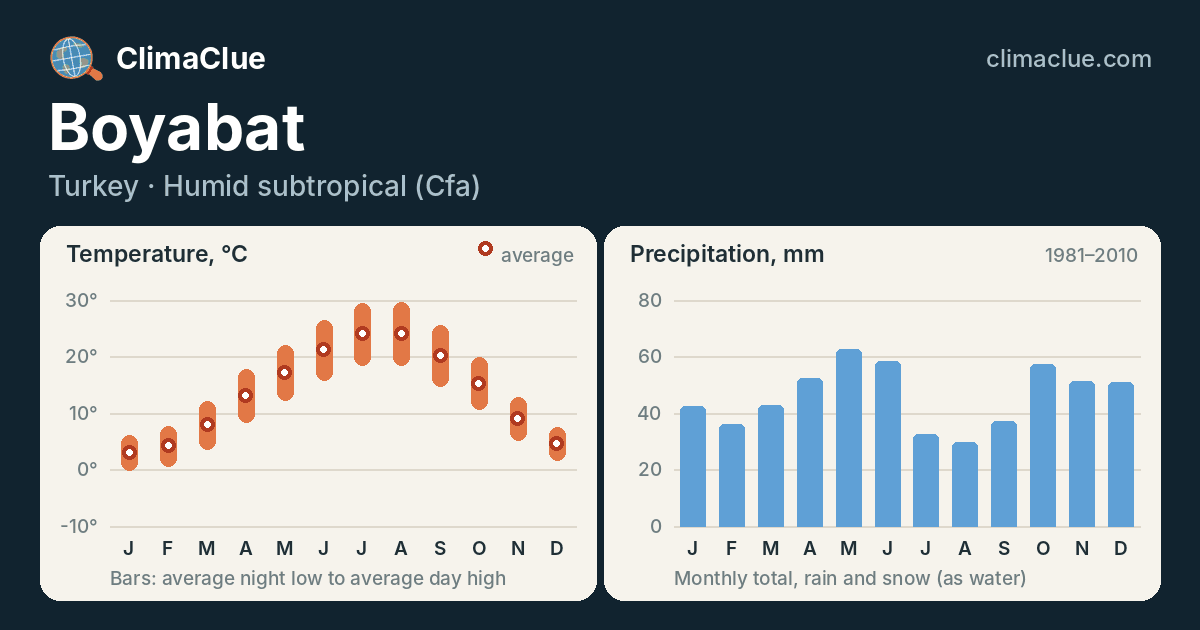 ClimaClue
climaclue.com
Boyabat
Turkey · Humid subtropical (Cfa)
Temperature, °C
average
30°
20°
10°
0°
-10°
J F M A M J J A S O N D
Bars: average night low to average day high
Precipitation, mm
1981–2010
80
60
40
20
0
J F M A M J J A S O N D
Monthly total, rain and snow (as water)